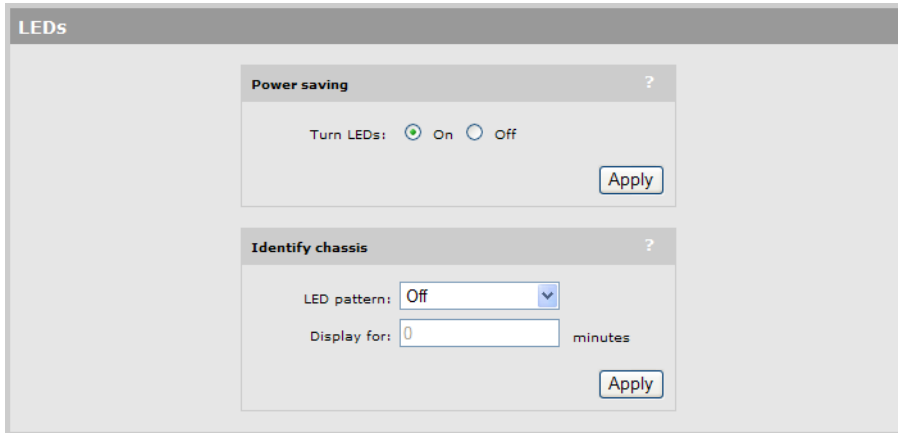 LEDs
Power saving ?
Turn LEDs: On Off
Apply
Identify chassis ?
LED pattern: Off
Display for: 0 minutes
Apply